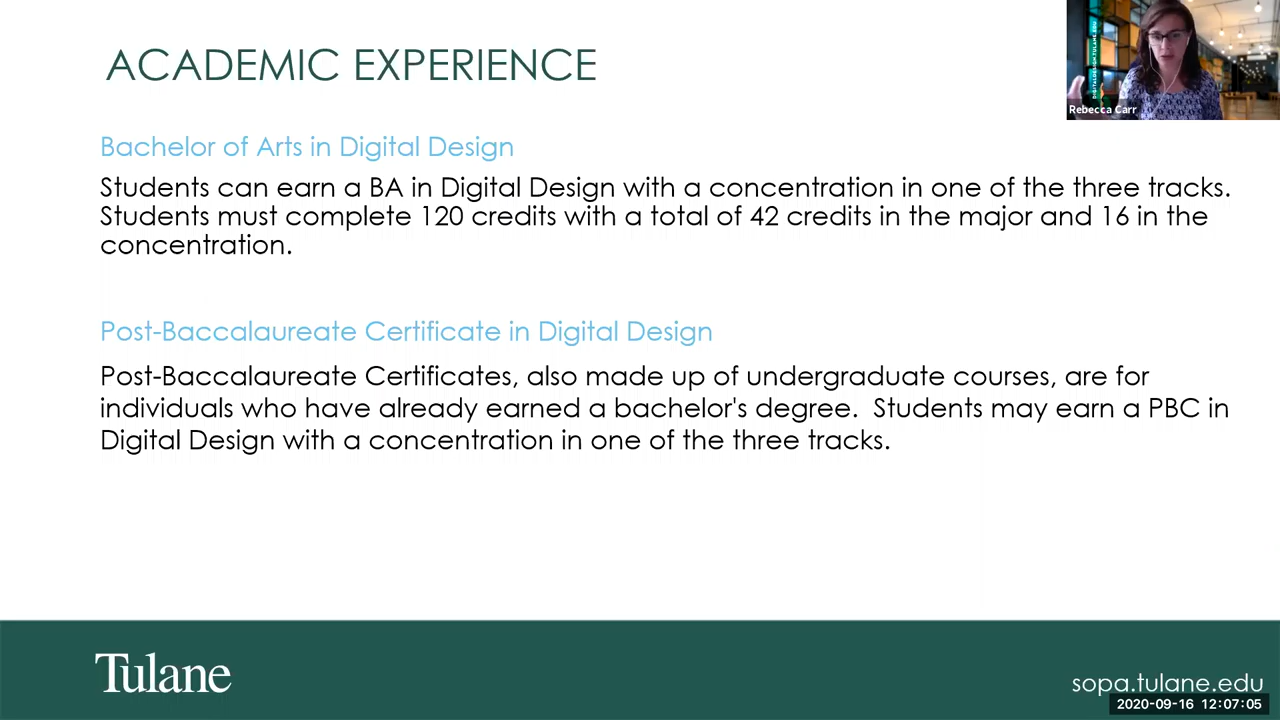 ACADEMIC EXPERIENCE
DIGITALDESIGN.TULANE.EDU
Rebecca Carr
Bachelor of Arts in Digital Design
Students can earn a BA in Digital Design with a concentration in one of the three tracks.
Students must complete 120 credits with a total of 42 credits in the major and 16 in the
concentration.
Post-Baccalaureate Certificate in Digital Design
Post-Baccalaureate Certificates, also made up of undergraduate courses, are for
individuals who have already earned a bachelor's degree.  Students may earn a PBC in
Digital Design with a concentration in one of the three tracks.
Tulane
sopa.tulane.edu
2020-09-16 12:07:05